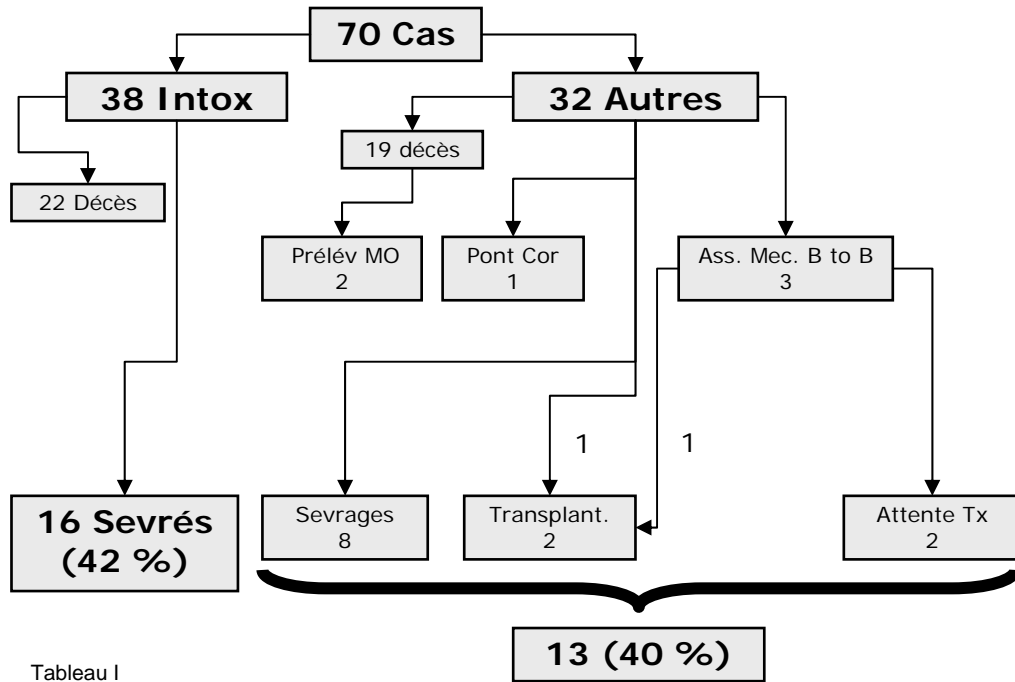 70 Cas
38 Intox
32 Autres
19 décès
22 Décès
Prélév MO
2
Pont Cor
1
Ass. Mec. B to B
3
1
1
16 Sevrés
(42 %)
Sevrages
8
Transplant.
2
Attente Tx
2
13 (40 %)
Tableau I